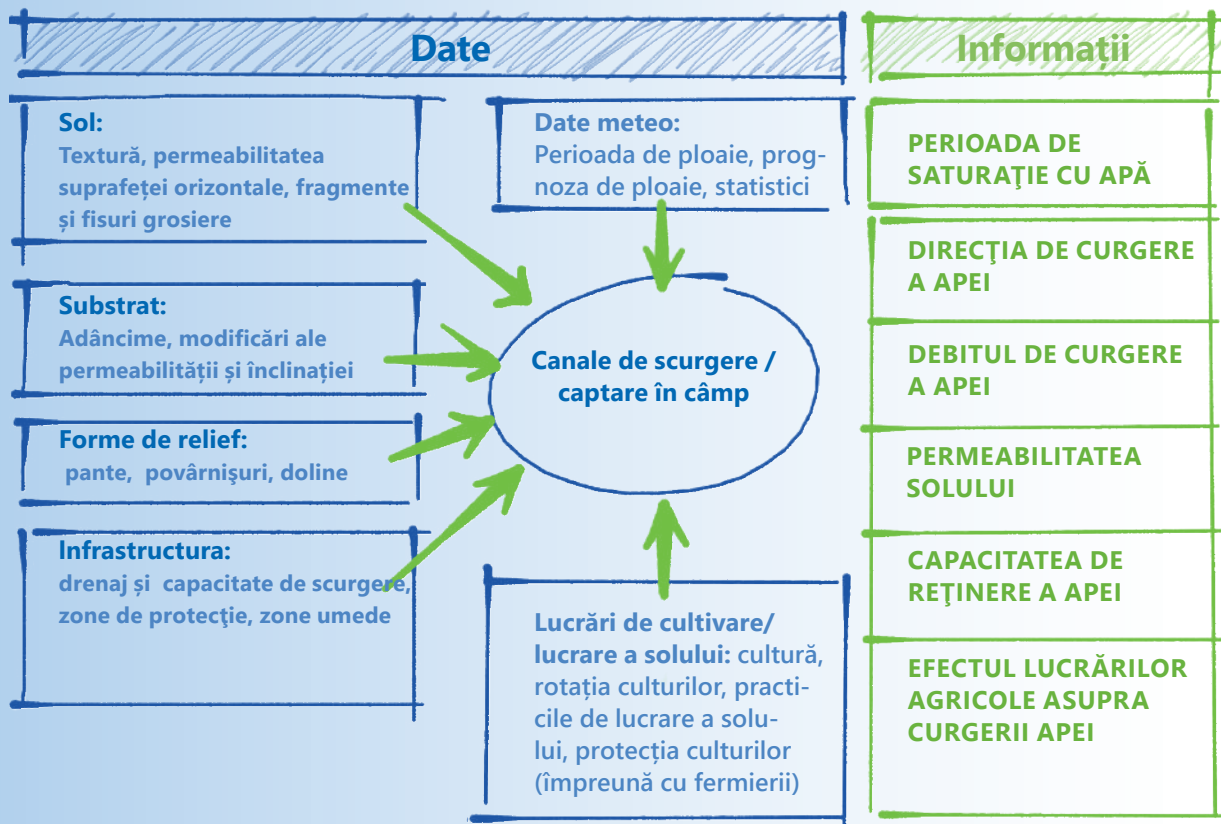 Date
Sol:
Textură, permeabilitatea
suprafeței orizontale, fragmente
și fisuri grosiere
Substrat:
Adâncime, modificări ale
permeabilității și înclinației
Forme de relief:
pante, povârnişuri, doline
Infrastructura:
drenaj și capacitate de scurgere,
zone de protecţie, zone umede
Date meteo:
Perioada de ploaie, prog-
noza de ploaie, statistici
Canale de scurgere /
captare în câmp
Lucrări de cultivare/
lucrare a solului: cultură,
rotația culturilor, practi-
cile de lucrare a solu-
lui, protecția culturilor
(împreună cu fermierii)
Informații
PERIOADA DE
SATURAŢIE CU APĂ
DIRECŢIA DE CURGERE
A APEI
DEBITUL DE CURGERE
A APEI
PERMEABILITATEA
SOLULUI
CAPACITATEA DE
REŢINERE A APEI
EFECTUL LUCRĂRILOR
AGRICOLE ASUPRA
CURGERII APEI